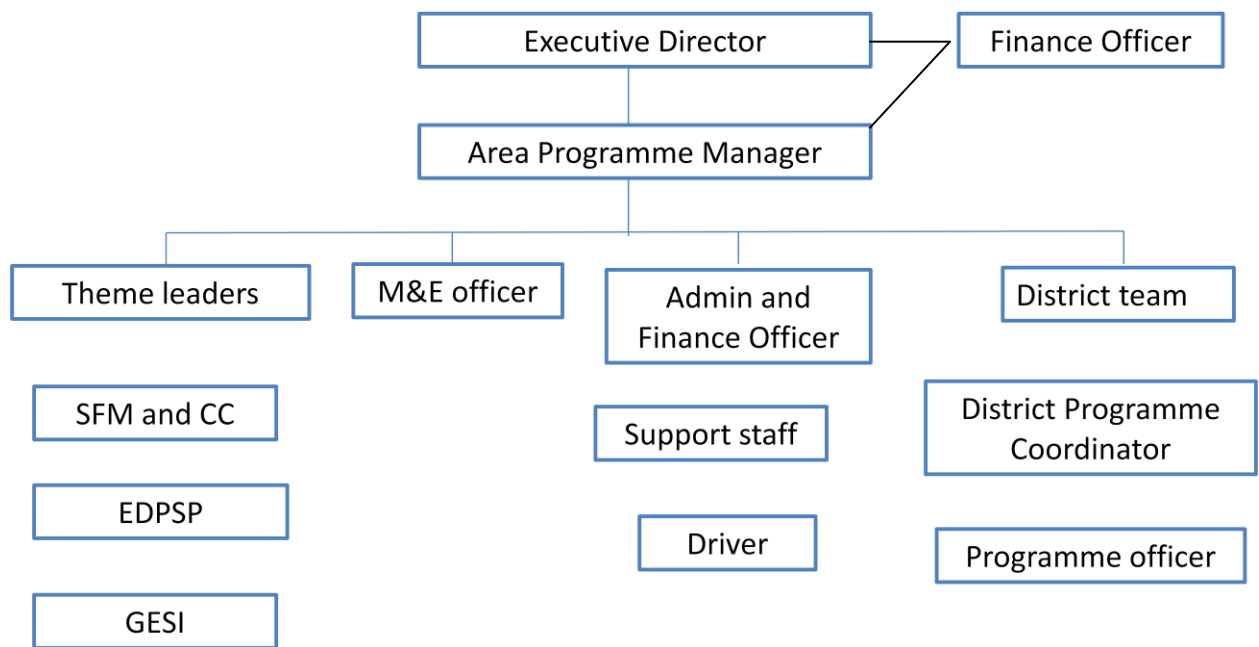 Executive Director
Finance Officer
Area Programme Manager
Theme leaders
M&E officer
Admin and
Finance Officer
District team
SFM and CC
Support staff
District Programme
Coordinator
EDPSP
Driver
Programme officer
GESI